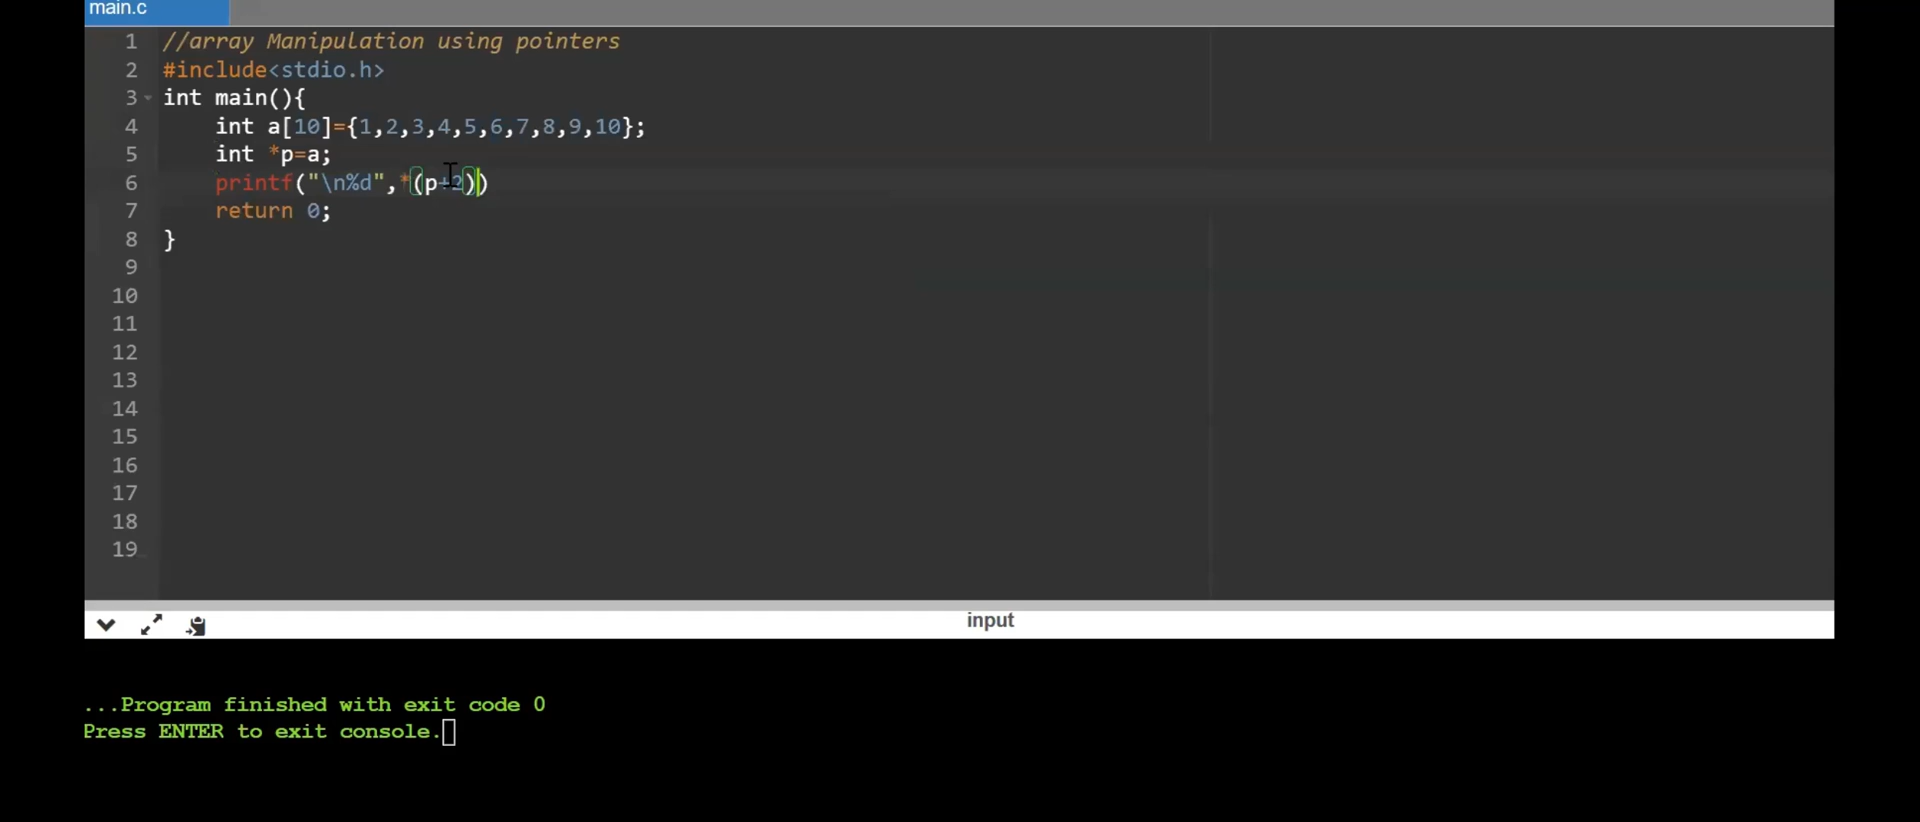 main.c
1 //array Manipulation using pointers
2 #include<stdio.h>
3 int main(){
4 int a[10]={1,2,3,4,5,6,7,8,9,10};
5 int *p=a;
6 printf("\n%d",*(p+2))
7 return 0;
8 }
9
10
11
12
13
14
15
16
17
18
19
input
...Program finished with exit code 0
Press ENTER to exit console.